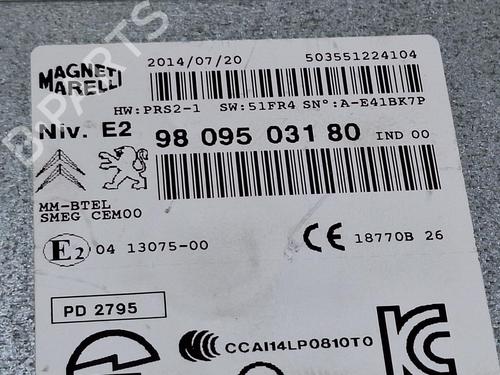 MAGNETI
MARELLI
2014/07/20
503551224104
HW:PRS2-1 SW:51FR4 SN°:A-E41BK7P
Niv. E2
98 095 031 80 IND 00
MM-BTEL
SMEG CEM00
E2 04 13075-00
CE 18770B 26
PD 2795
CCAI14LP0810T0
B-PARTS